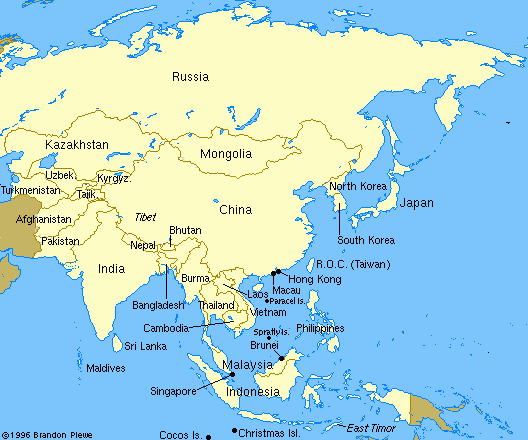 Russia
Kazakhstan
Mongolia
Uzbek.
Kyrgyz.
Turkmenistan
Tajik.
North Korea
Japan
Tibet
China
Afghanistan
South Korea
Pakistan
Nepal
Bhutan
India
R.O.C. (Taiwan)
Burma
Hong Kong
Macau
Laos
Paracel Is.
Bangladesh
Thailand
Vietnam
Cambodia
Philippines
Spratly Is.
Sri Lanka
Brunei
Maldives
Malaysia
Singapore
Indonesia
East Timor
©1996 Brandon Plewe
Cocos Is.
Christmas Isl.